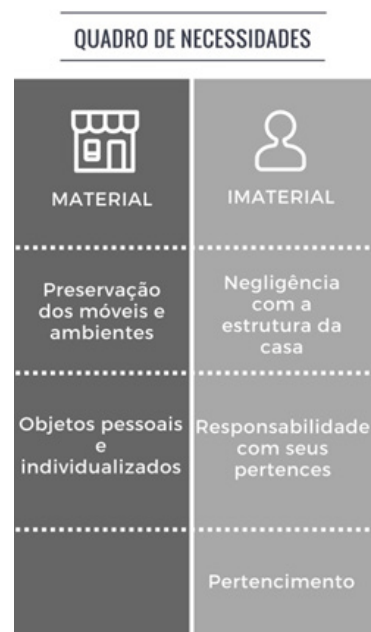 QUADRO DE NECESSIDADES
MATERIAL
IMATERIAL
Preservação
dos móveis e
ambientes
Negligência
com a
estrutura da
casa
Objetos pessoais
e
individualizados
Responsabilidade
com seus
pertences
Pertencimento